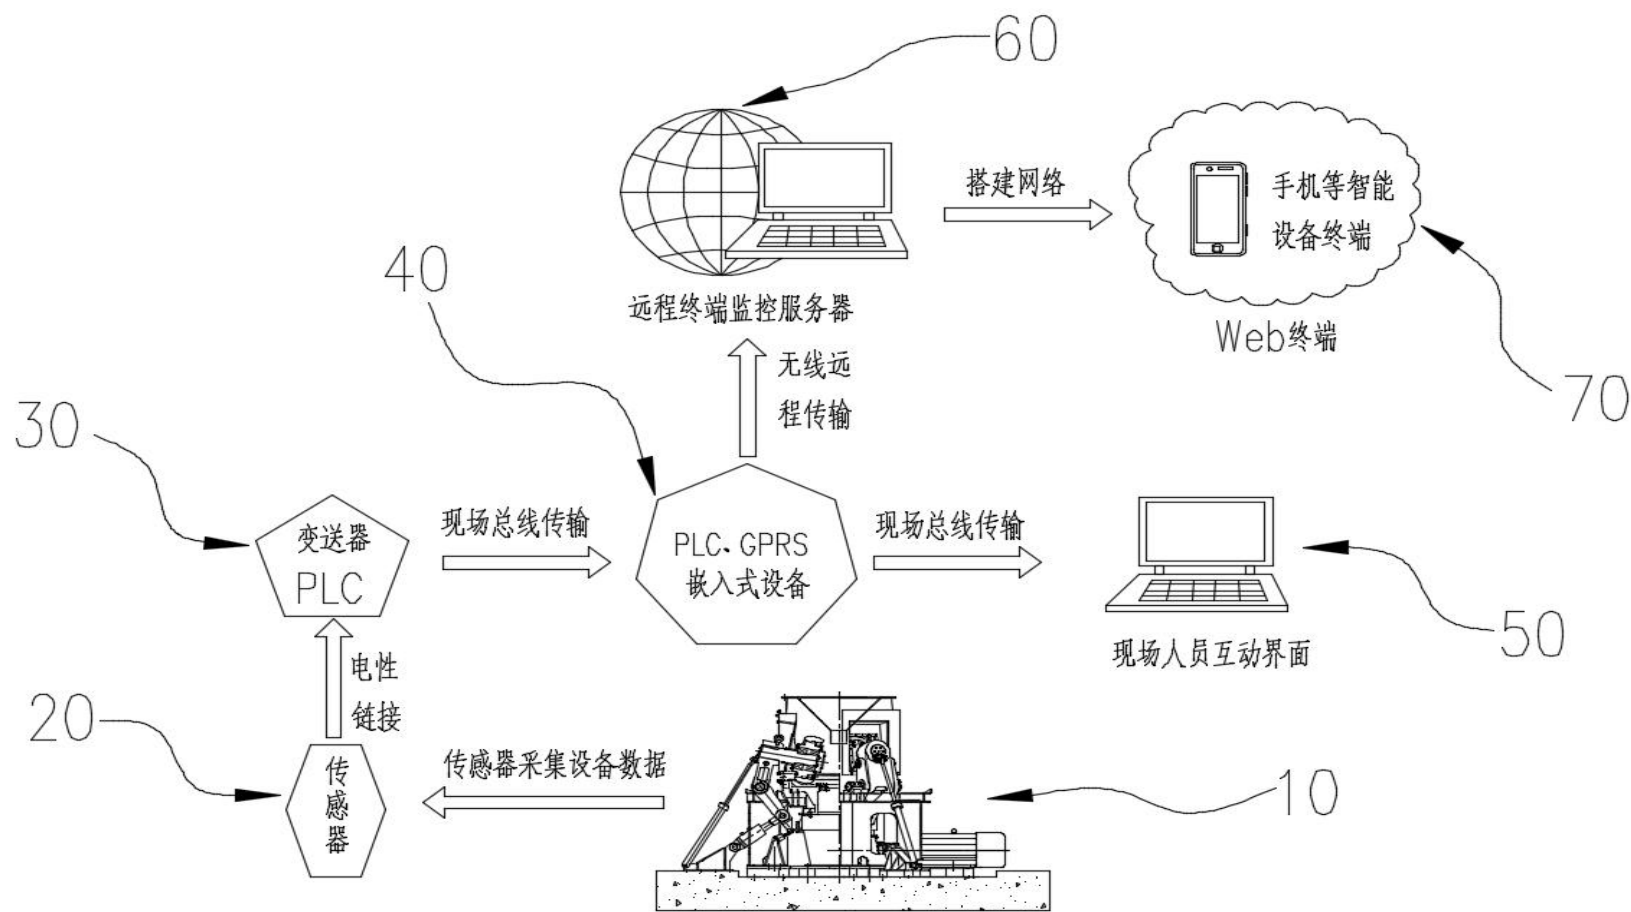 60
搭建网络
手机等智能
设备终端
40
远程终端监控服务器
Web终端
无线远
程传输
70
30
变送器
PLC
现场总线传输
PLC、GPRS
嵌入式设备
现场总线传输
50
现场人员互动界面
电性
链接
20
传感器
传感器采集设备数据
10